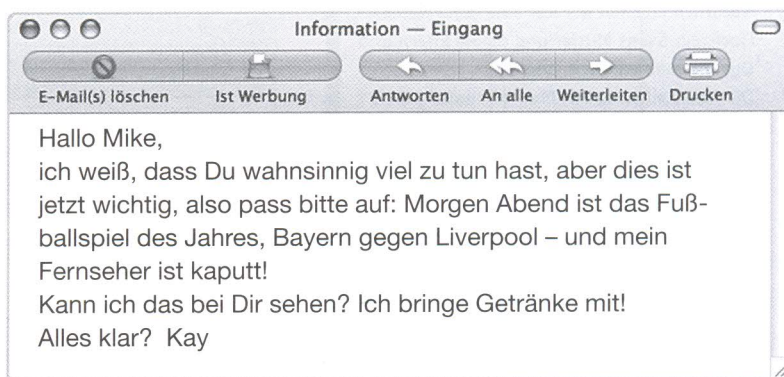 Information — Eingang
E-Mail(s) löschen Ist Werbung Antworten An alle Weiterleiten Drucken
Hallo Mike,
ich weiß, dass Du wahnsinnig viel zu tun hast, aber dies ist
jetzt wichtig, also pass bitte auf: Morgen Abend ist das Fuß-
ballspiel des Jahres, Bayern gegen Liverpool – und mein
Fernseher ist kaputt!
Kann ich das bei Dir sehen? Ich bringe Getränke mit!
Alles klar?  Kay